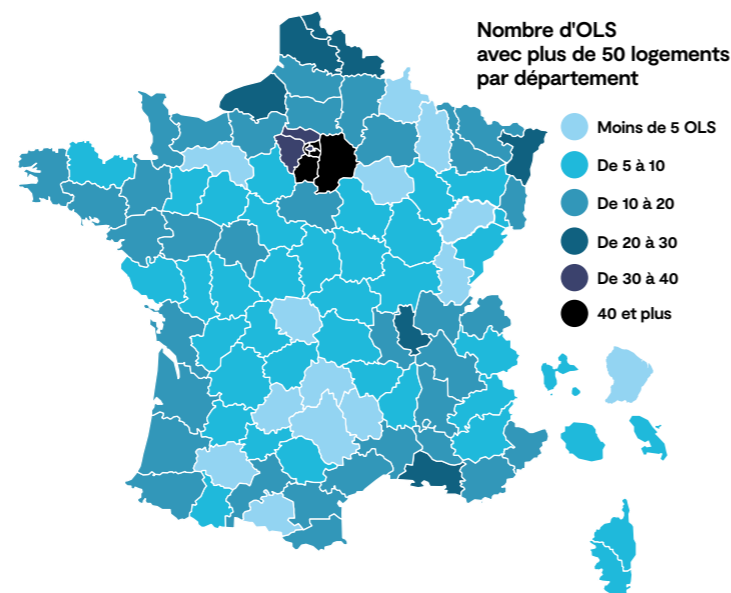 Nombre d'OLS
avec plus de 50 logements
par département
Moins de 5 OLS
De 5 à 10
De 10 à 20
De 20 à 30
De 30 à 40
40 et plus